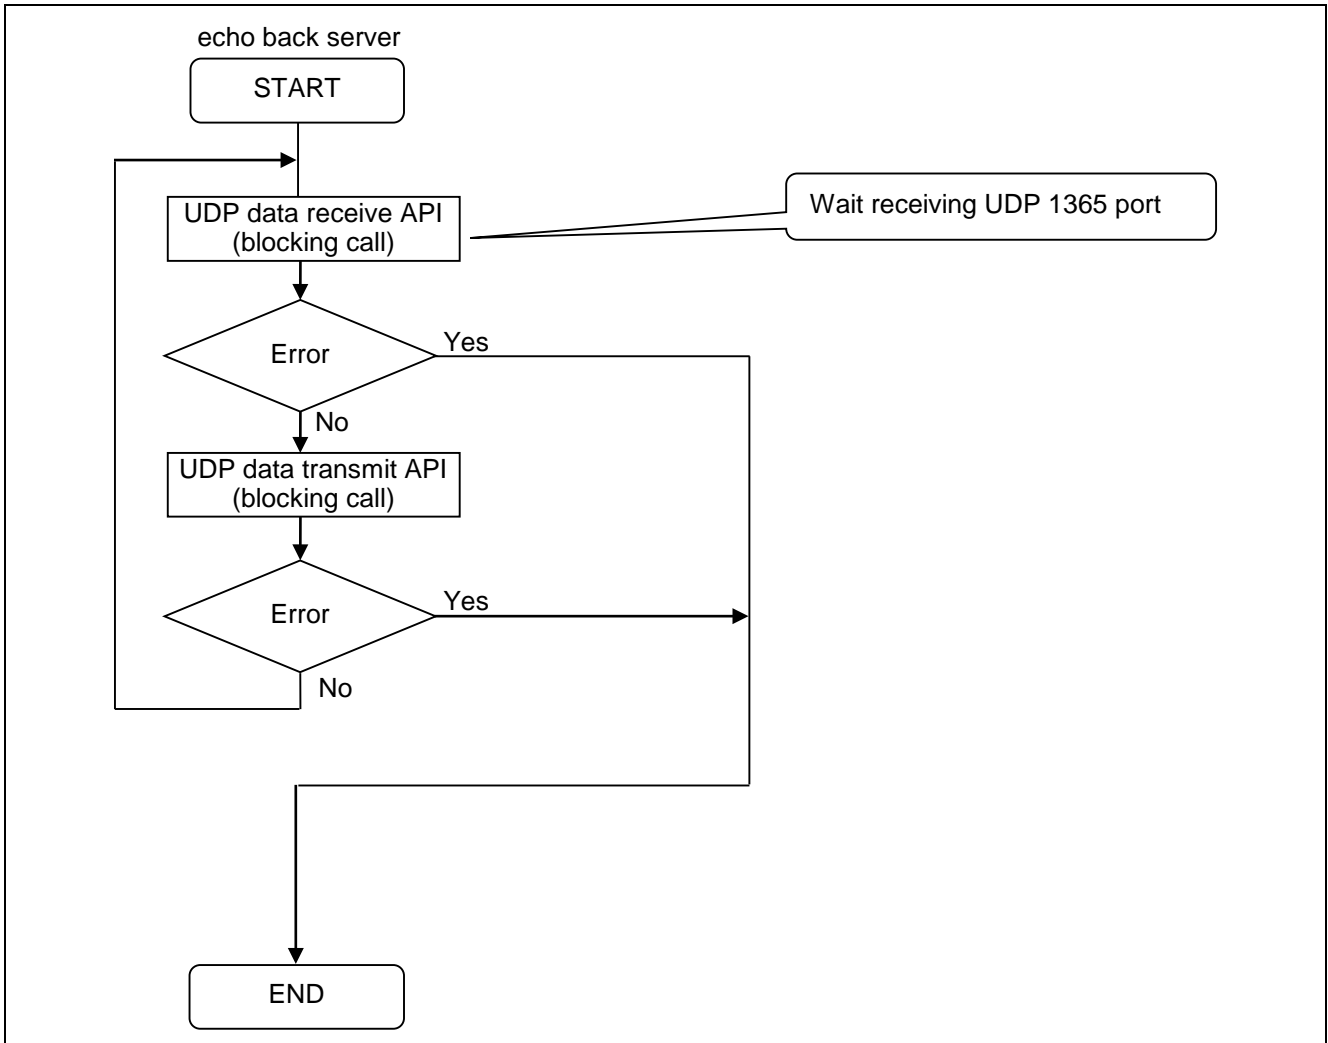 echo back server
START
UDP data receive API
(blocking call)
Wait receiving UDP 1365 port
Error
Yes
No
UDP data transmit API
(blocking call)
Error
Yes
No
END